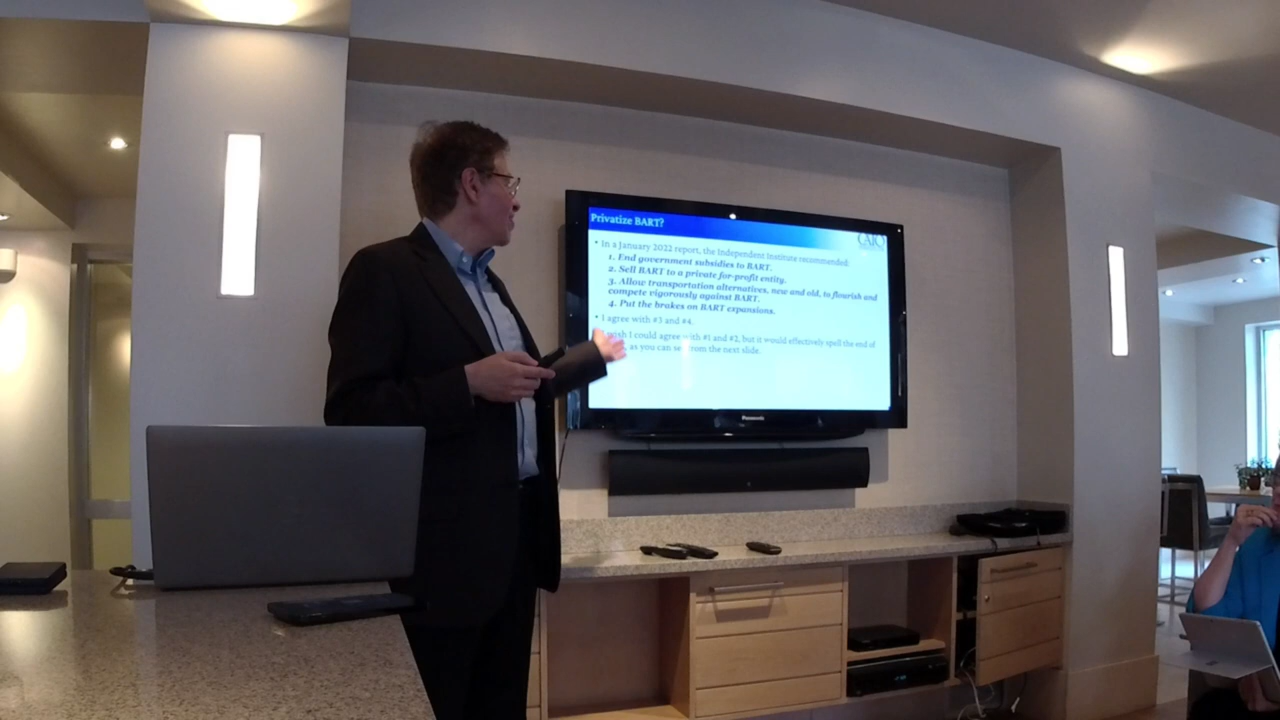 Privatize BART?
CATO
• In a January 2022 report, the Independent Institute recommended:
1. End government subsidies to BART.
2. Sell BART to a private for-profit entity.
3. Allow transportation alternatives, new and old, to flourish and
compete vigorously against BART.
4. Put the brakes on BART expansions.
• I agree with #3 and #4.
wish I could agree with #1 and #2, but it would effectively spell the end of
as you can see from the next slide.
Panasonic